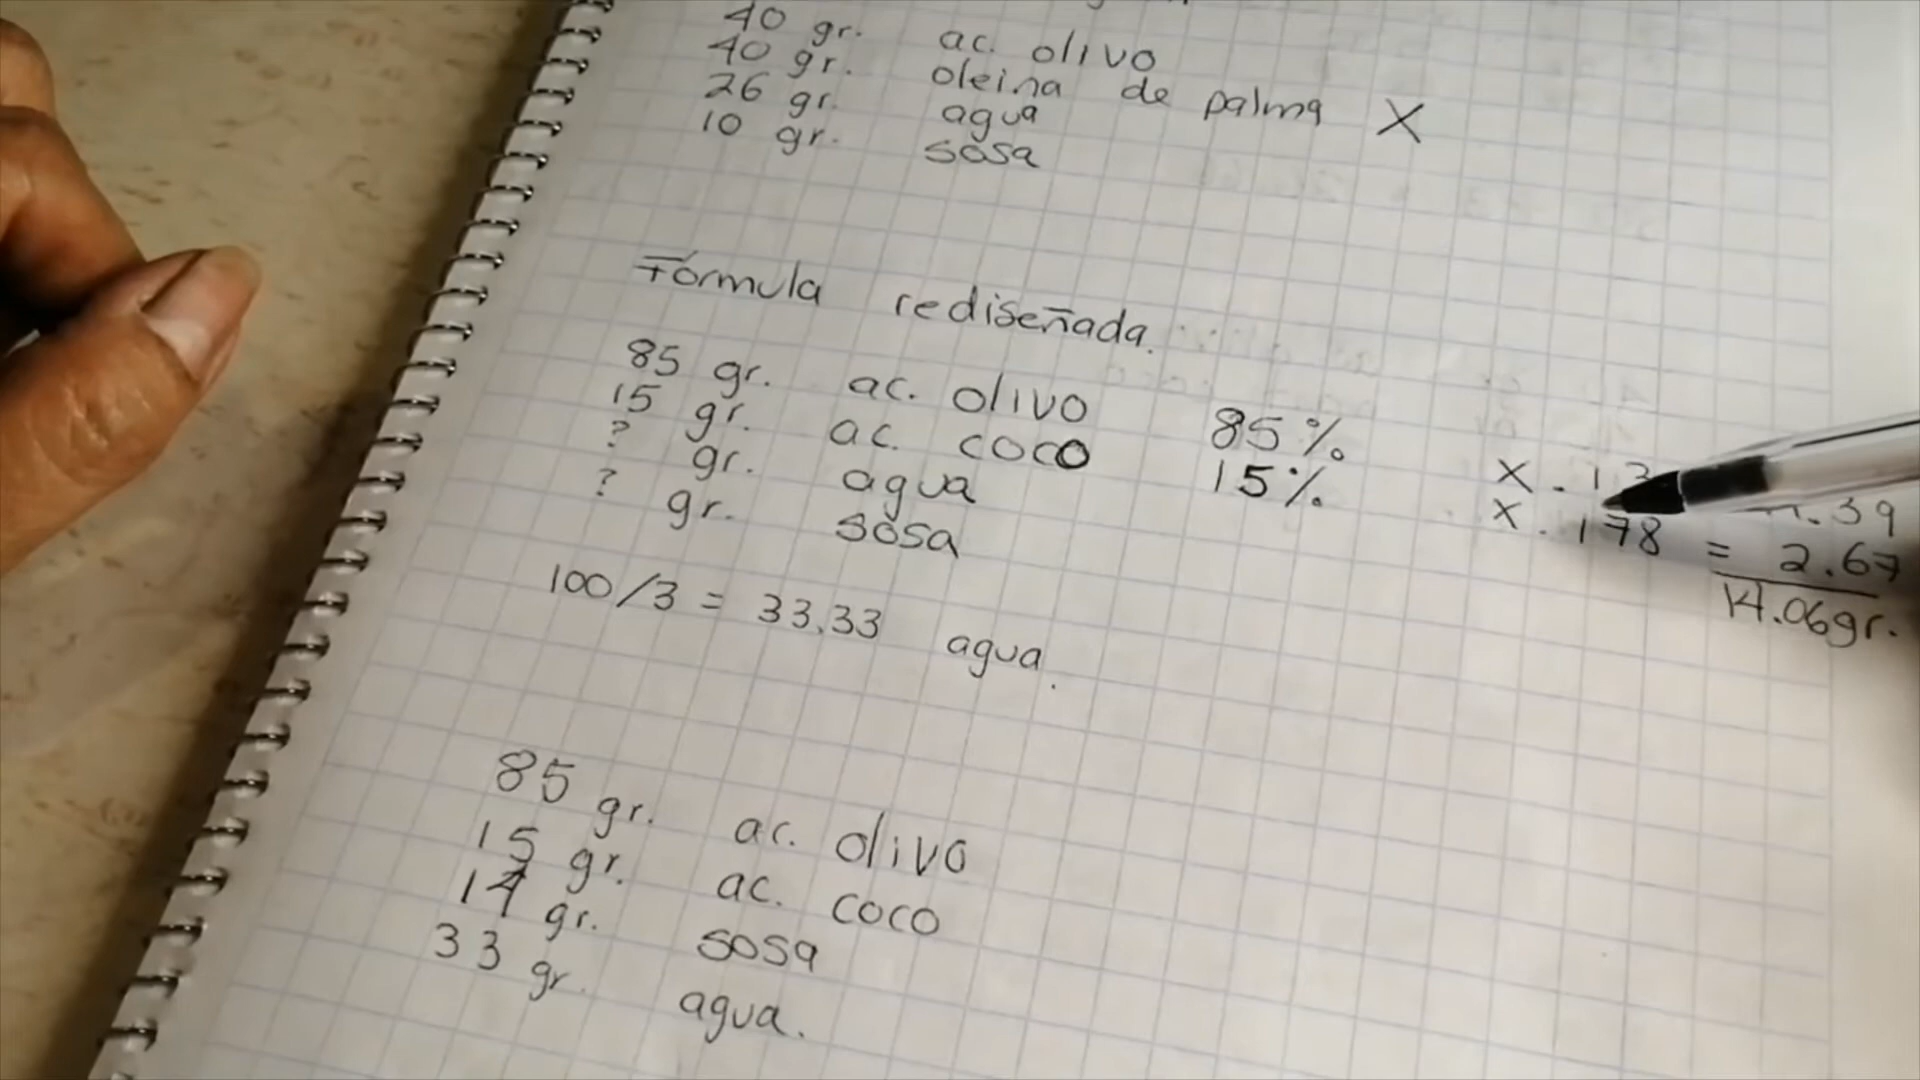 40 gr. ac. olivo
40 gr. oleina de palma X
26 gr. agua
10 gr. sosa
Fórmula rediseñada.
85 gr. ac. olivo 85%
15 gr. ac. coco 15%
? gr. agua
? gr. sosa
X .13
X .178 = 2.67
14.06gr.
100/3 = 33.33 agua.
85 gr. ac. olivo
15 gr. ac. coco
14 gr. sosa
33 gr. agua.